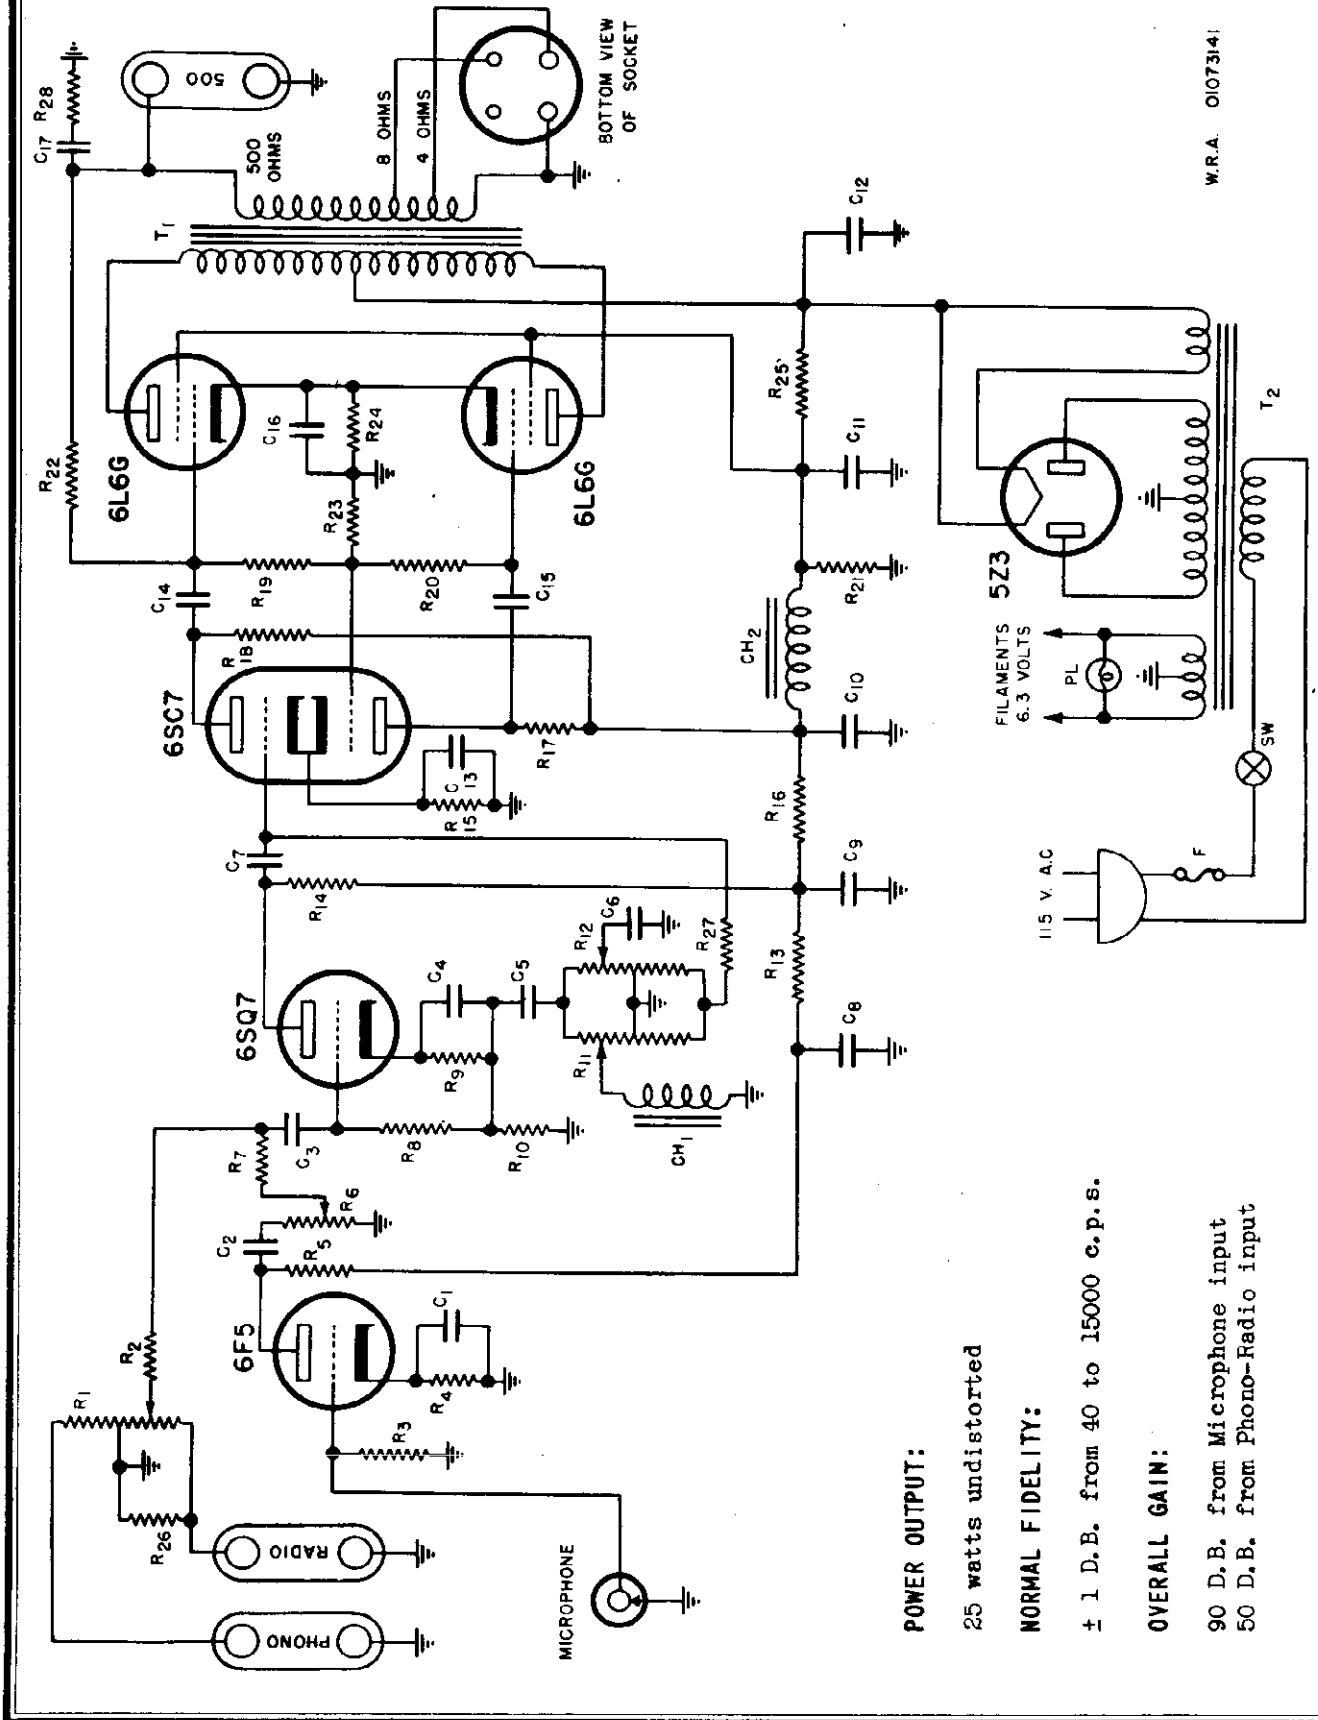 C17
R28
500
R22
T1
500 OHMS
8 OHMS
4 OHMS
BOTTOM VIEW
OF SOCKET
6L6G
C16
R24
R23
6L6G
C14
R19
R20
C15
R18
6SC7
R17
C13
R15
C7
R14
6SQ7
C4
C5
R9
R12
C6
R11
R27
CH1
C3
R8
R10
R7
R6
C2
R5
6F5
C1
R4
R3
R2
R1
R26
RADIO
PHONO
MICROPHONE
C12
R25
C11
R21
CH2
C10
R16
C9
R13
C8
5Z3
T2
FILAMENTS
6.3 VOLTS
PL
SW
F
115 V. A.C
W.R.A. 01073141
POWER OUTPUT:
25 watts undistorted
NORMAL FIDELITY:
± 1 D.B. from 40 to 15000 c.p.s.
OVERALL GAIN:
90 D.B. from Microphone input
50 D.B. from Phono-Radio input